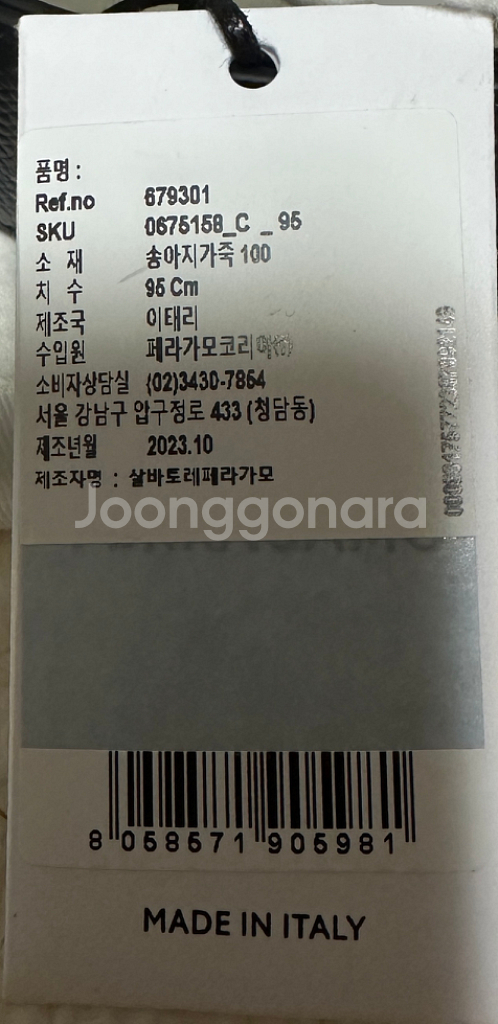 품명 :
Ref.no 679301
SKU 0675158_C _ 95
소 재 송아지가죽 100
치 수 95 Cm
제조국 이태리
수입원 페라가모코리아㈜
소비자상담실 (02)3430-7854
서울 강남구 압구정로 433 (청담동)
제조년월 2023.10
제조자명 : 살바토레페라가모
Joonggonara
8 058571 905981
MADE IN ITALY